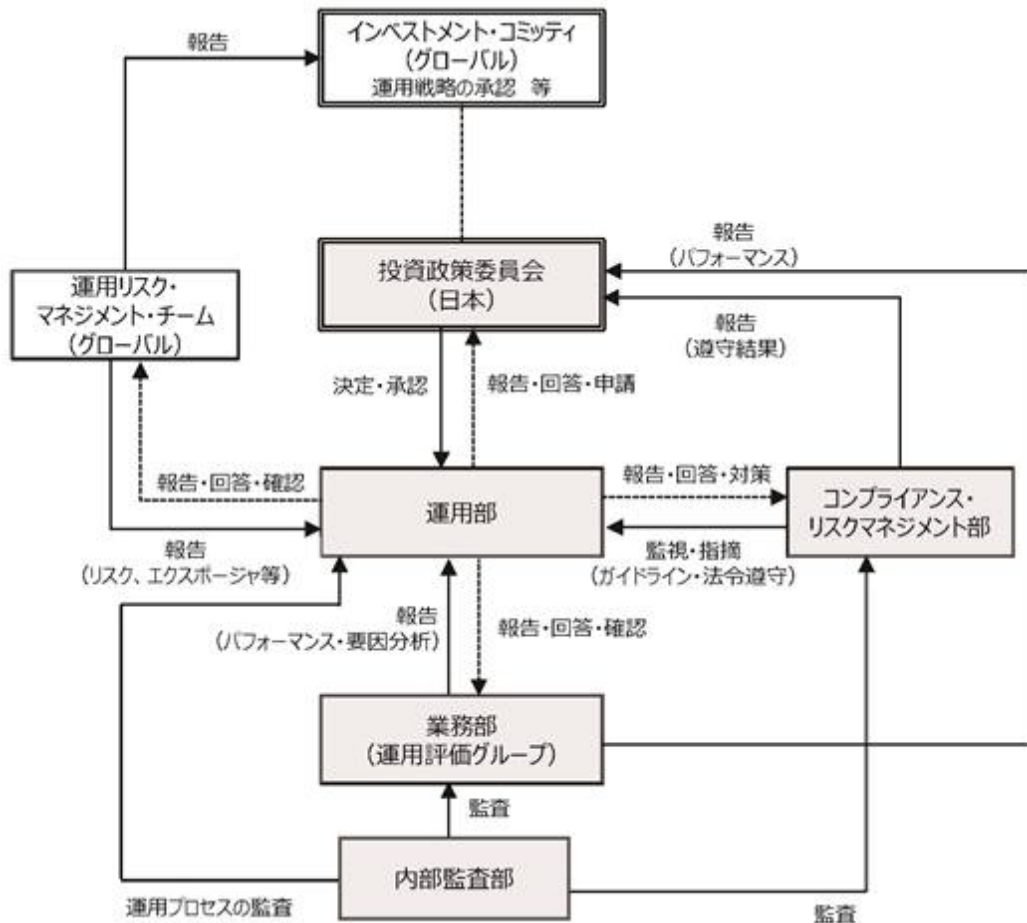 報告
インベストメント・コミッティ
(グローバル)
運用戦略の承認 等
投資政策委員会
(日本)
報告
(パフォーマンス)
運用リスク・
マネジメント・チーム
(グローバル)
報告
(遵守結果)
決定・承認
報告・回答・申請
報告・回答・確認
運用部
報告・回答・対策
コンプライアンス・
リスクマネジメント部
報告
(リスク、エクスポージャ等)
監視・指摘
(ガイドライン・法令遵守)
報告
(パフォーマンス・要因分析)
報告・回答・確認
業務部
(運用評価グループ)
監査
内部監査部
運用プロセスの監査
監査